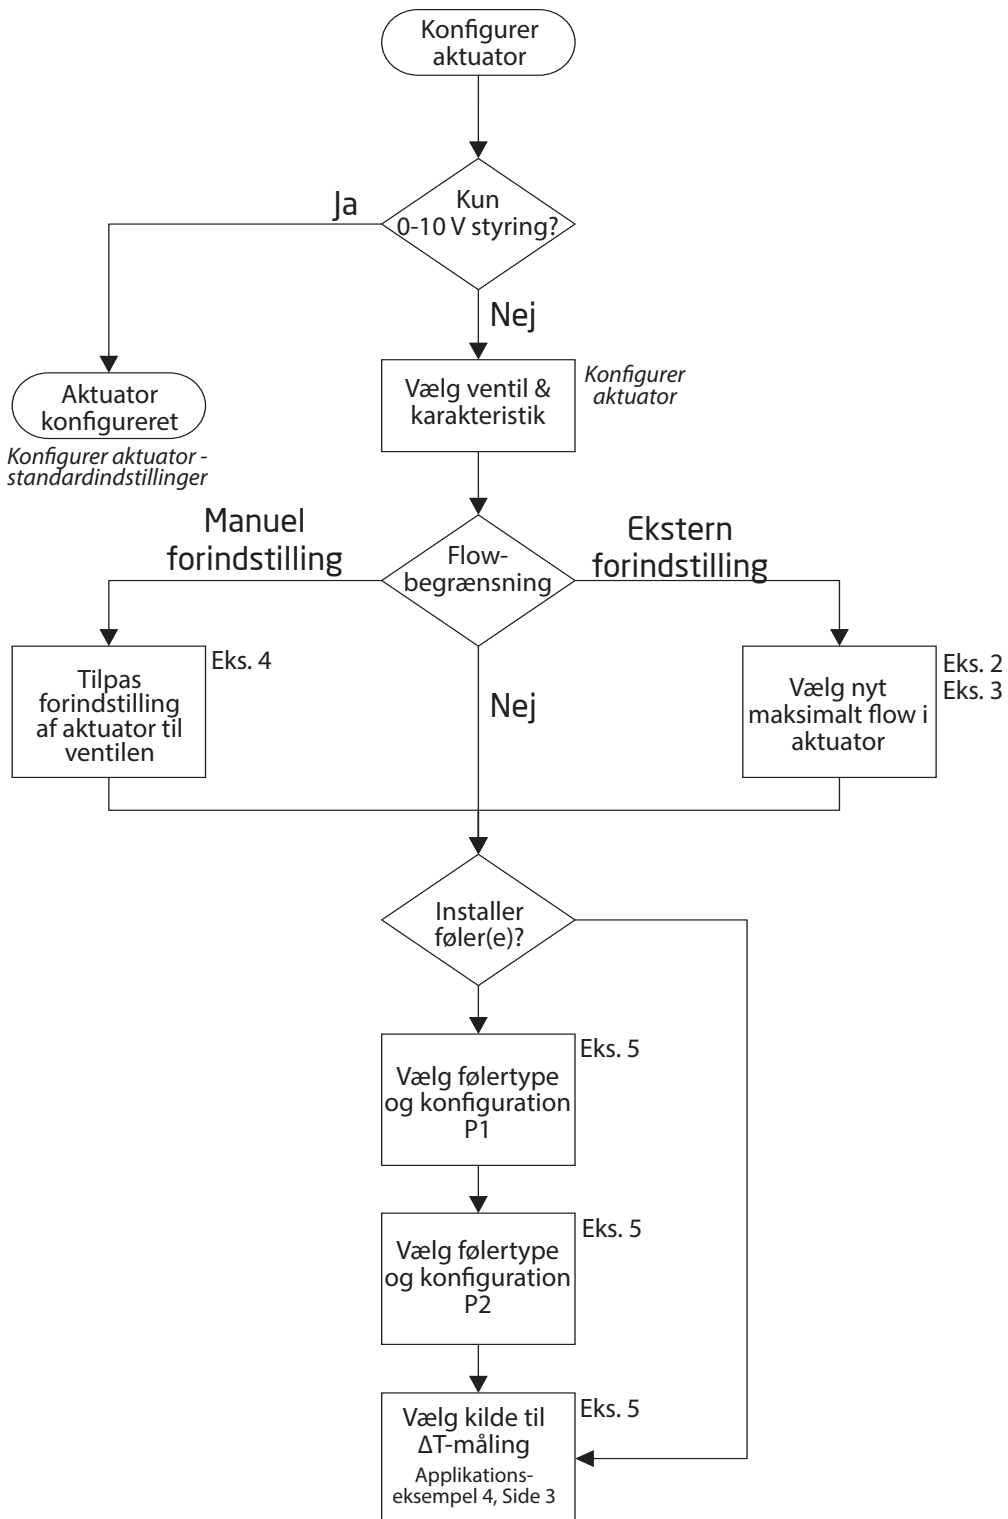 Konfigurer
aktuator
Kun
0-10 V styring?
Ja
Nej
Aktuator
konfigureret
Konfigurer aktuator -
standardindstillinger
Vælg ventil &
karakteristik
Konfigurer
aktuator
Manuel
forindstilling
Flow-
begrænsning
Ekstern
forindstilling
Tilpas
forindstilling
af aktuator til
ventilen
Eks. 4
Nej
Vælg nyt
maksimalt flow i
aktuator
Eks. 2
Eks. 3
Installer
føler(e)?
Vælg følertype
og konfiguration
P1
Eks. 5
Vælg følertype
og konfiguration
P2
Eks. 5
Vælg kilde til
ΔT-måling
Applikations-
eksempel 4, Side 3
Eks. 5